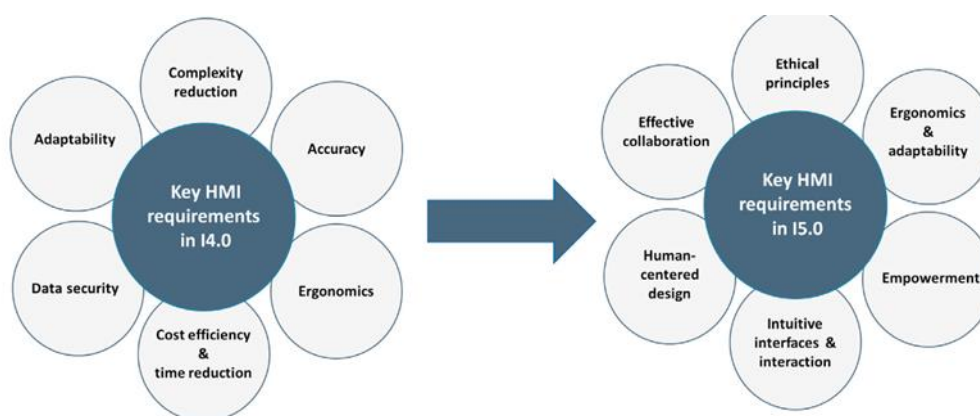 Key HMI
requirements
in I4.0
Complexity
reduction
Accuracy
Ergonomics
Cost efficiency
&
time reduction
Data security
Adaptability
Key HMI
requirements
in I5.0
Ethical
principles
Ergonomics
&
adaptability
Empowerment
Intuitive
interfaces &
interaction
Human-
centered
design
Effective
collaboration